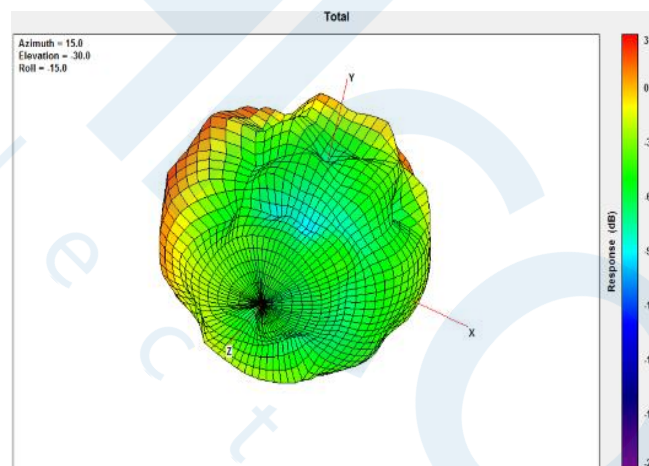 Total
Azimuth = 15.0
Elevation = -30.0
Roll = -15.0
3
0
Y
X
Z
Response (dB)
e
c
t